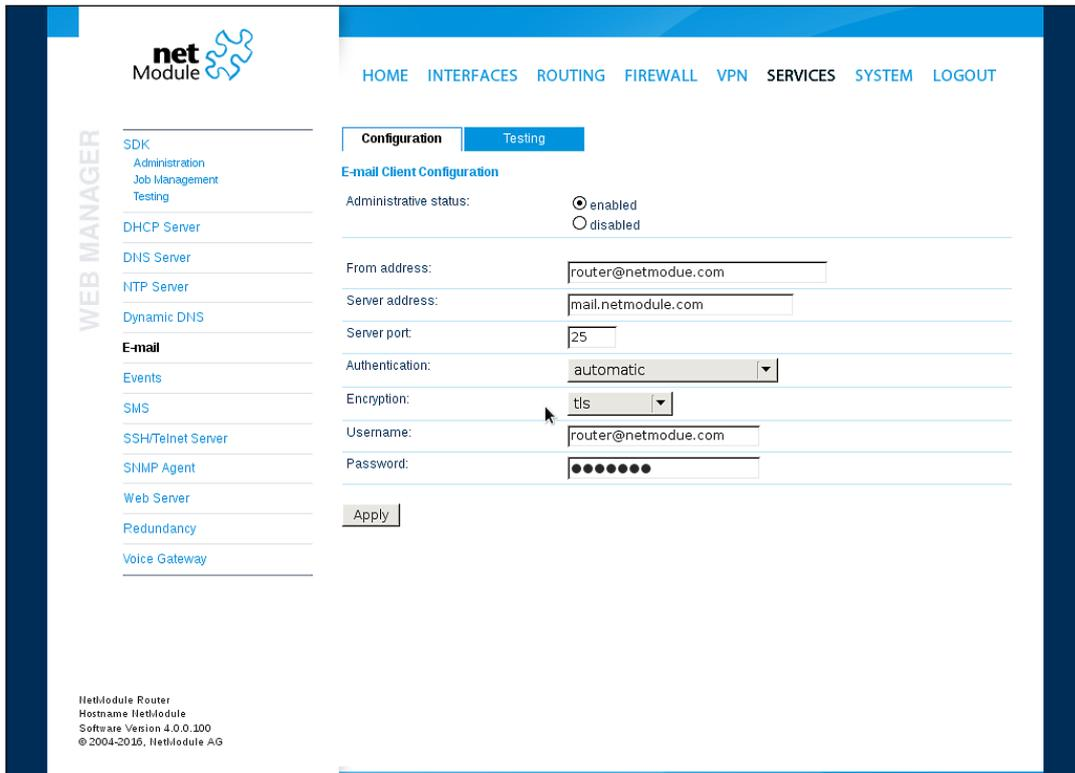 net
Module
HOME INTERFACES ROUTING FIREWALL VPN SERVICES SYSTEM LOGOUT
WEB MANAGER
SDK
Administration
Job Management
Testing
DHCP Server
DNS Server
NTP Server
Dynamic DNS
E-mail
Events
SMS
SSH/Telnet Server
SNMP Agent
Web Server
Redundancy
Voice Gateway
Configuration Testing
E-mail Client Configuration
Administrative status: enabled
disabled
From address: router@netmodue.com
Server address: mail.netmodule.com
Server port: 25
Authentication: automatic
Encryption: tls
Username: router@netmodue.com
Password: ●●●●●●●
Apply
NetModule Router
Hostname NetModule
Software Version 4.0.0.100
© 2004-2016, NetModule AG